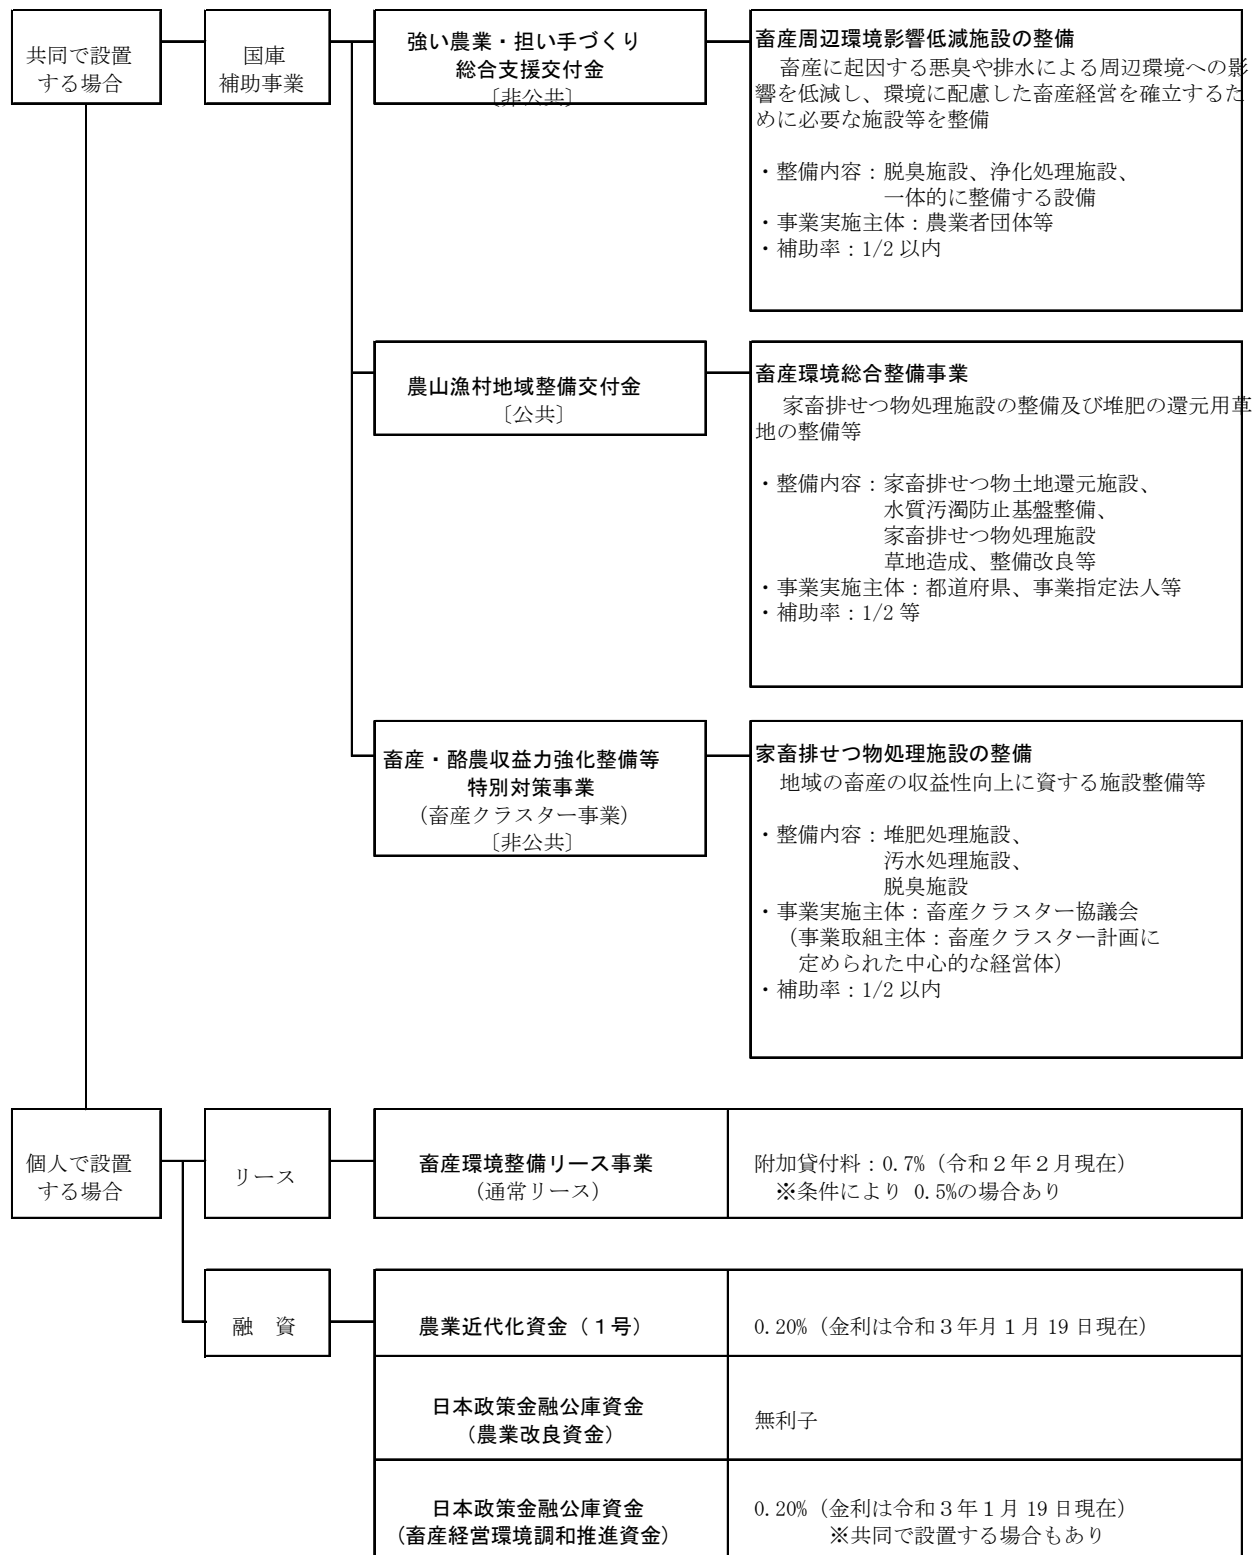 共同で設置
する場合
国庫
補助事業
強い農業・担い手づくり
総合支援交付金
〔非公共〕
畜産周辺環境影響低減施設の整備
畜産に起因する悪臭や排水による周辺環境への影
響を低減し、環境に配慮した畜産経営を確立するた
めに必要な施設等を整備
・整備内容：脱臭施設、浄化処理施設、
一体的に整備する設備
・事業実施主体：農業者団体等
・補助率：1/2 以内
農山漁村地域整備交付金
〔公共〕
畜産環境総合整備事業
家畜排せつ物処理施設の整備及び堆肥の還元用草
地の整備等
・整備内容：家畜排せつ物土地還元施設、
水質汚濁防止基盤整備、
家畜排せつ物処理施設
草地造成、整備改良等
・事業実施主体：都道府県、事業指定法人等
・補助率：1/2 等
畜産・酪農収益力強化整備等
特別対策事業
（畜産クラスター事業）
〔非公共〕
家畜排せつ物処理施設の整備
地域の畜産の収益性向上に資する施設整備等
・整備内容：堆肥処理施設、
汚水処理施設、
脱臭施設
・事業実施主体：畜産クラスター協議会
（事業取組主体：畜産クラスター計画に
定められた中心的な経営体）
・補助率：1/2 以内
個人で設置
する場合
リース
畜産環境整備リース事業
（通常リース）
附加貸付料：0.7%（令和２年２月現在）
※条件により 0.5%の場合あり
融　資
農業近代化資金（１号）
0.20%（金利は令和３年月１月 19 日現在）
日本政策金融公庫資金
（農業改良資金）
無利子
日本政策金融公庫資金
（畜産経営環境調和推進資金）
0.20%（金利は令和３年１月 19 日現在）
※共同で設置する場合もあり